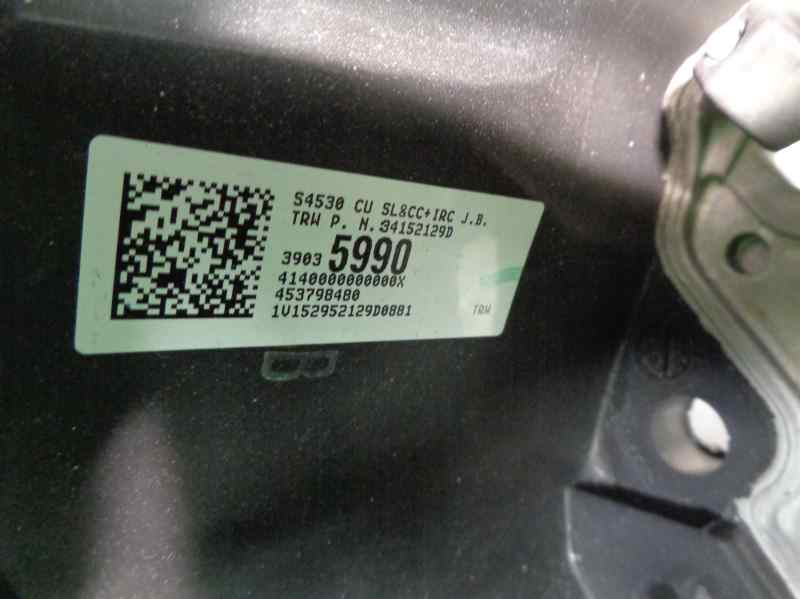 S4530 CU SL&CC+IRC J.B.
TRW P. N.34152129D
3903 5990
4140000000000X
453798480
1V152952129D0881
TRW